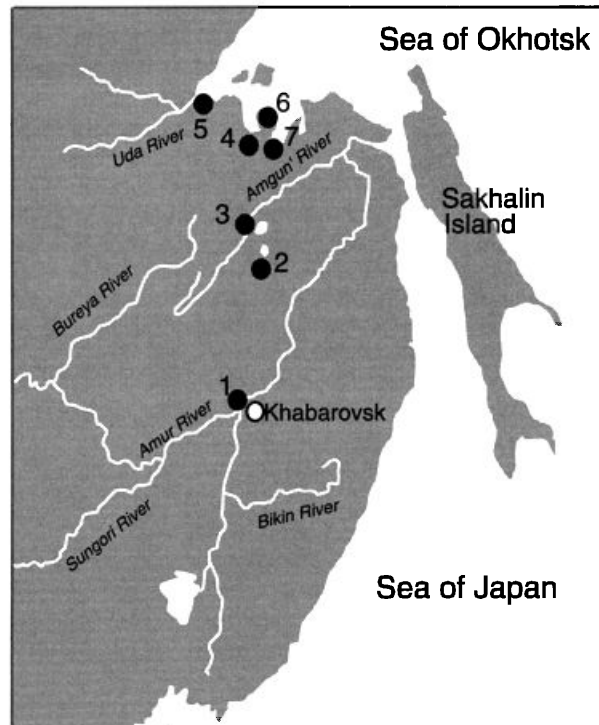 Sea of Okhotsk
6
5
4
7
Uda River
Amgun' River
Sakhalin
Island
3
2
Bureya River
1
Khabarovsk
Amur River
Bikin River
Sungori River
Sea of Japan